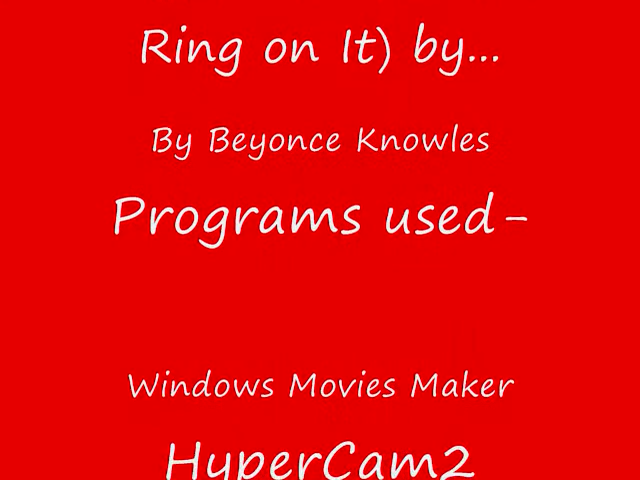 Ring on It) by...
By Beyonce Knowles
Programs used-
Windows Movies Maker
HyperCam2